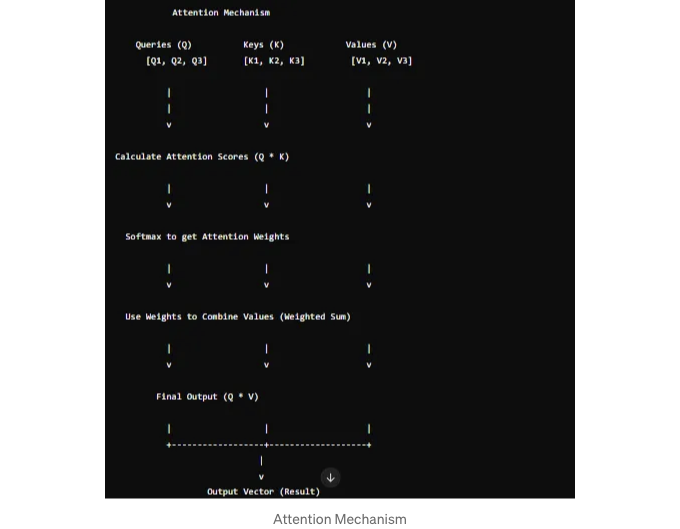 Attention Mechanism
Queries (Q) Keys (K) Values (V)
[Q1, Q2, Q3] [K1, K2, K3] [V1, V2, V3]
| | |
| | |
v v v
Calculate Attention Scores (Q * K)
| | |
v v v
Softmax to get Attention Weights
| | |
v v v
Use Weights to Combine Values (Weighted Sum)
| | |
v v v
Final Output (Q * V)
| | |
+------------------+-------------------+
|
v
Output Vector (Result)
Attention Mechanism